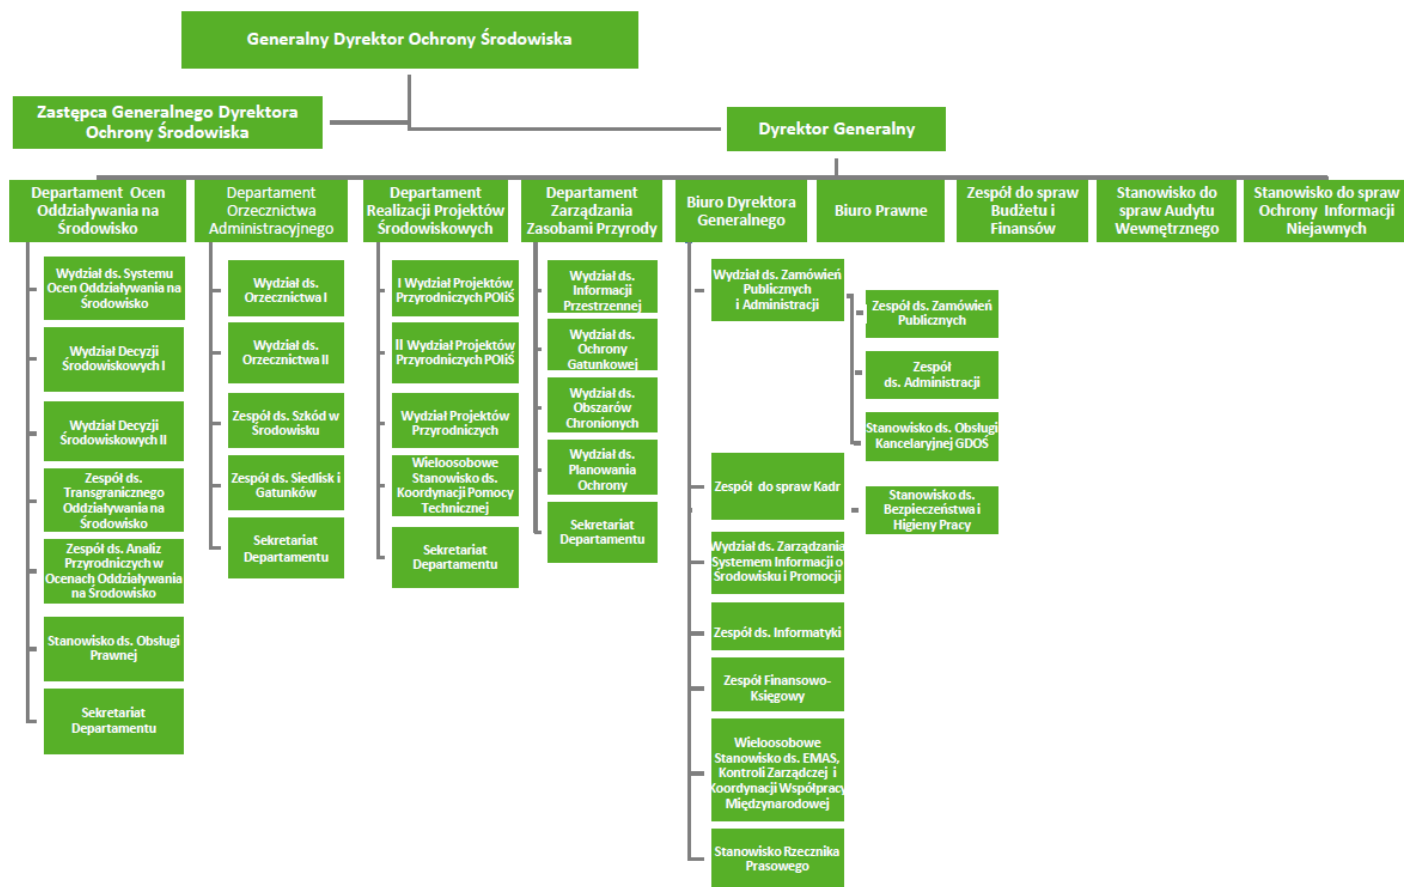 Generalny Dyrektor Ochrony Środowiska
Zastępca Generalnego Dyrektora
Ochrony Środowiska
Dyrektor Generalny
Departament Ocen
Oddziaływania na
Środowisko
Departament
Orzecznictwa
Administracyjnego
Departament
Realizacji Projektów
Środowiskowych
Departament
Zarządzania
Zasobami Przyrody
Biuro Dyrektora
Generalnego
Biuro Prawne
Zespół do spraw
Budżetu i
Finansów
Stanowisko do
spraw Audytu
Wewnętrznego
Stanowisko do spraw
Ochrony Informacji
Niejawnych
Wydział ds. Systemu
Ocen Oddziaływania na
Środowisko
Wydział Decyzji
Środowiskowych I
Wydział Decyzji
Środowiskowych II
Zespół ds.
Transgranicznego
Oddziaływania na
Środowisko
Zespół ds. Analiz
Przyrodniczych w
Ocenach Oddziaływania
na Środowisko
Stanowisko ds. Obsługi
Prawnej
Sekretariat
Departamentu
Wydział ds.
Orzecznictwa I
Wydział ds.
Orzecznictwa II
Zespół ds. Szkód w
Środowisku
Zespół ds. Siedlisk i
Gatunków
Sekretariat
Departamentu
I Wydział Projektów
Przyrodniczych POIiŚ
II Wydział Projektów
Przyrodniczych POIiŚ
Wydział Projektów
Przyrodniczych
Wieloosobowe
Stanowisko ds.
Koordynacji Pomocy
Technicznej
Sekretariat
Departamentu
Wydział ds.
Informacji
Przestrzennej
Wydział ds.
Ochrony
Gatunkowej
Wydział ds.
Obszarów
Chronionych
Wydział ds.
Planowania
Ochrony
Sekretariat
Departamentu
Wydział ds. Zamówień
Publicznych
i Administracji
Zespół do spraw Kadr
Wydział ds. Zarządzania
Systemem Informacji o
Środowisku i Promocji
Zespół ds. Informatyki
Zespół Finansowo-
Księgowy
Wieloosobowe
Stanowisko ds. EMAS,
Kontroli Zarządczej i
Koordynacji Współpracy
Międzynarodowej
Stanowisko Rzecznika
Prasowego
Zespół ds. Zamówień
Publicznych
Zespół
ds. Administracji
Stanowisko ds. Obsługi
Kancelaryjnej GDOŚ
Stanowisko ds.
Bezpieczeństwa i
Higieny Pracy